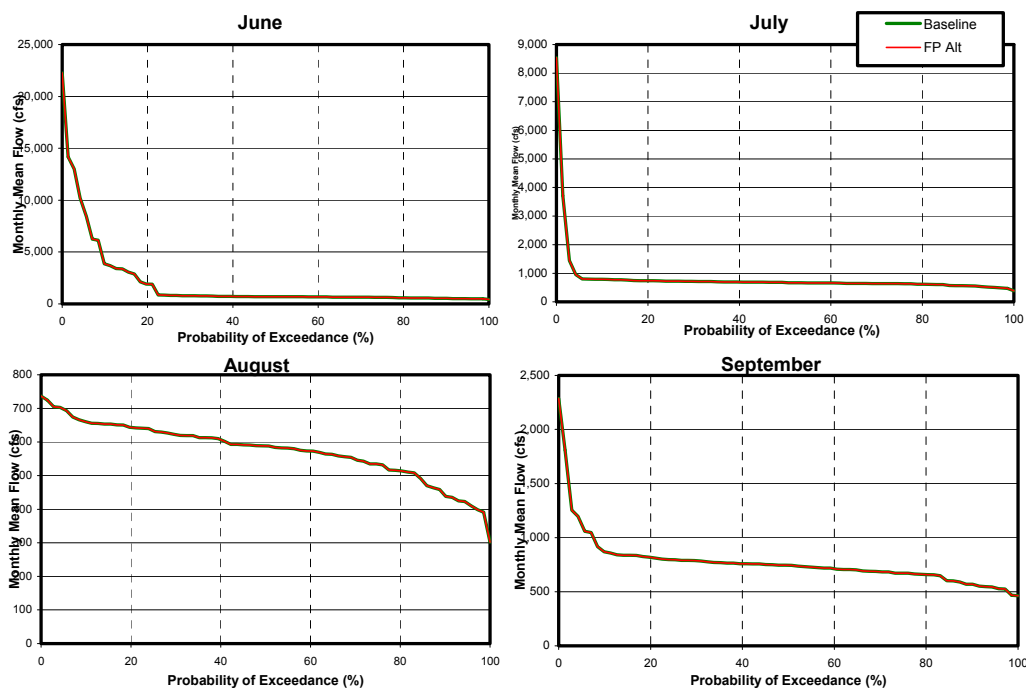 June
25,000
20,000
15,000
10,000
5,000
0
Monthly Mean Flow (cfs)
0 20 40 60 80 100
Probability of Exceedance (%)
July
Baseline
FP Alt
9,000
8,000
7,000
6,000
5,000
4,000
3,000
2,000
1,000
0
Monthly Mean Flow (cfs)
0 20 40 60 80 100
Probability of Exceedance (%)
August
800
700
600
500
400
300
200
100
0
Monthly Mean Flow (cfs)
0 20 40 60 80 100
Probability of Exceedance (%)
September
2,500
2,000
1,500
1,000
500
0
Monthly Mean Flow (cfs)
0 20 40 60 80 100
Probability of Exceedance (%)